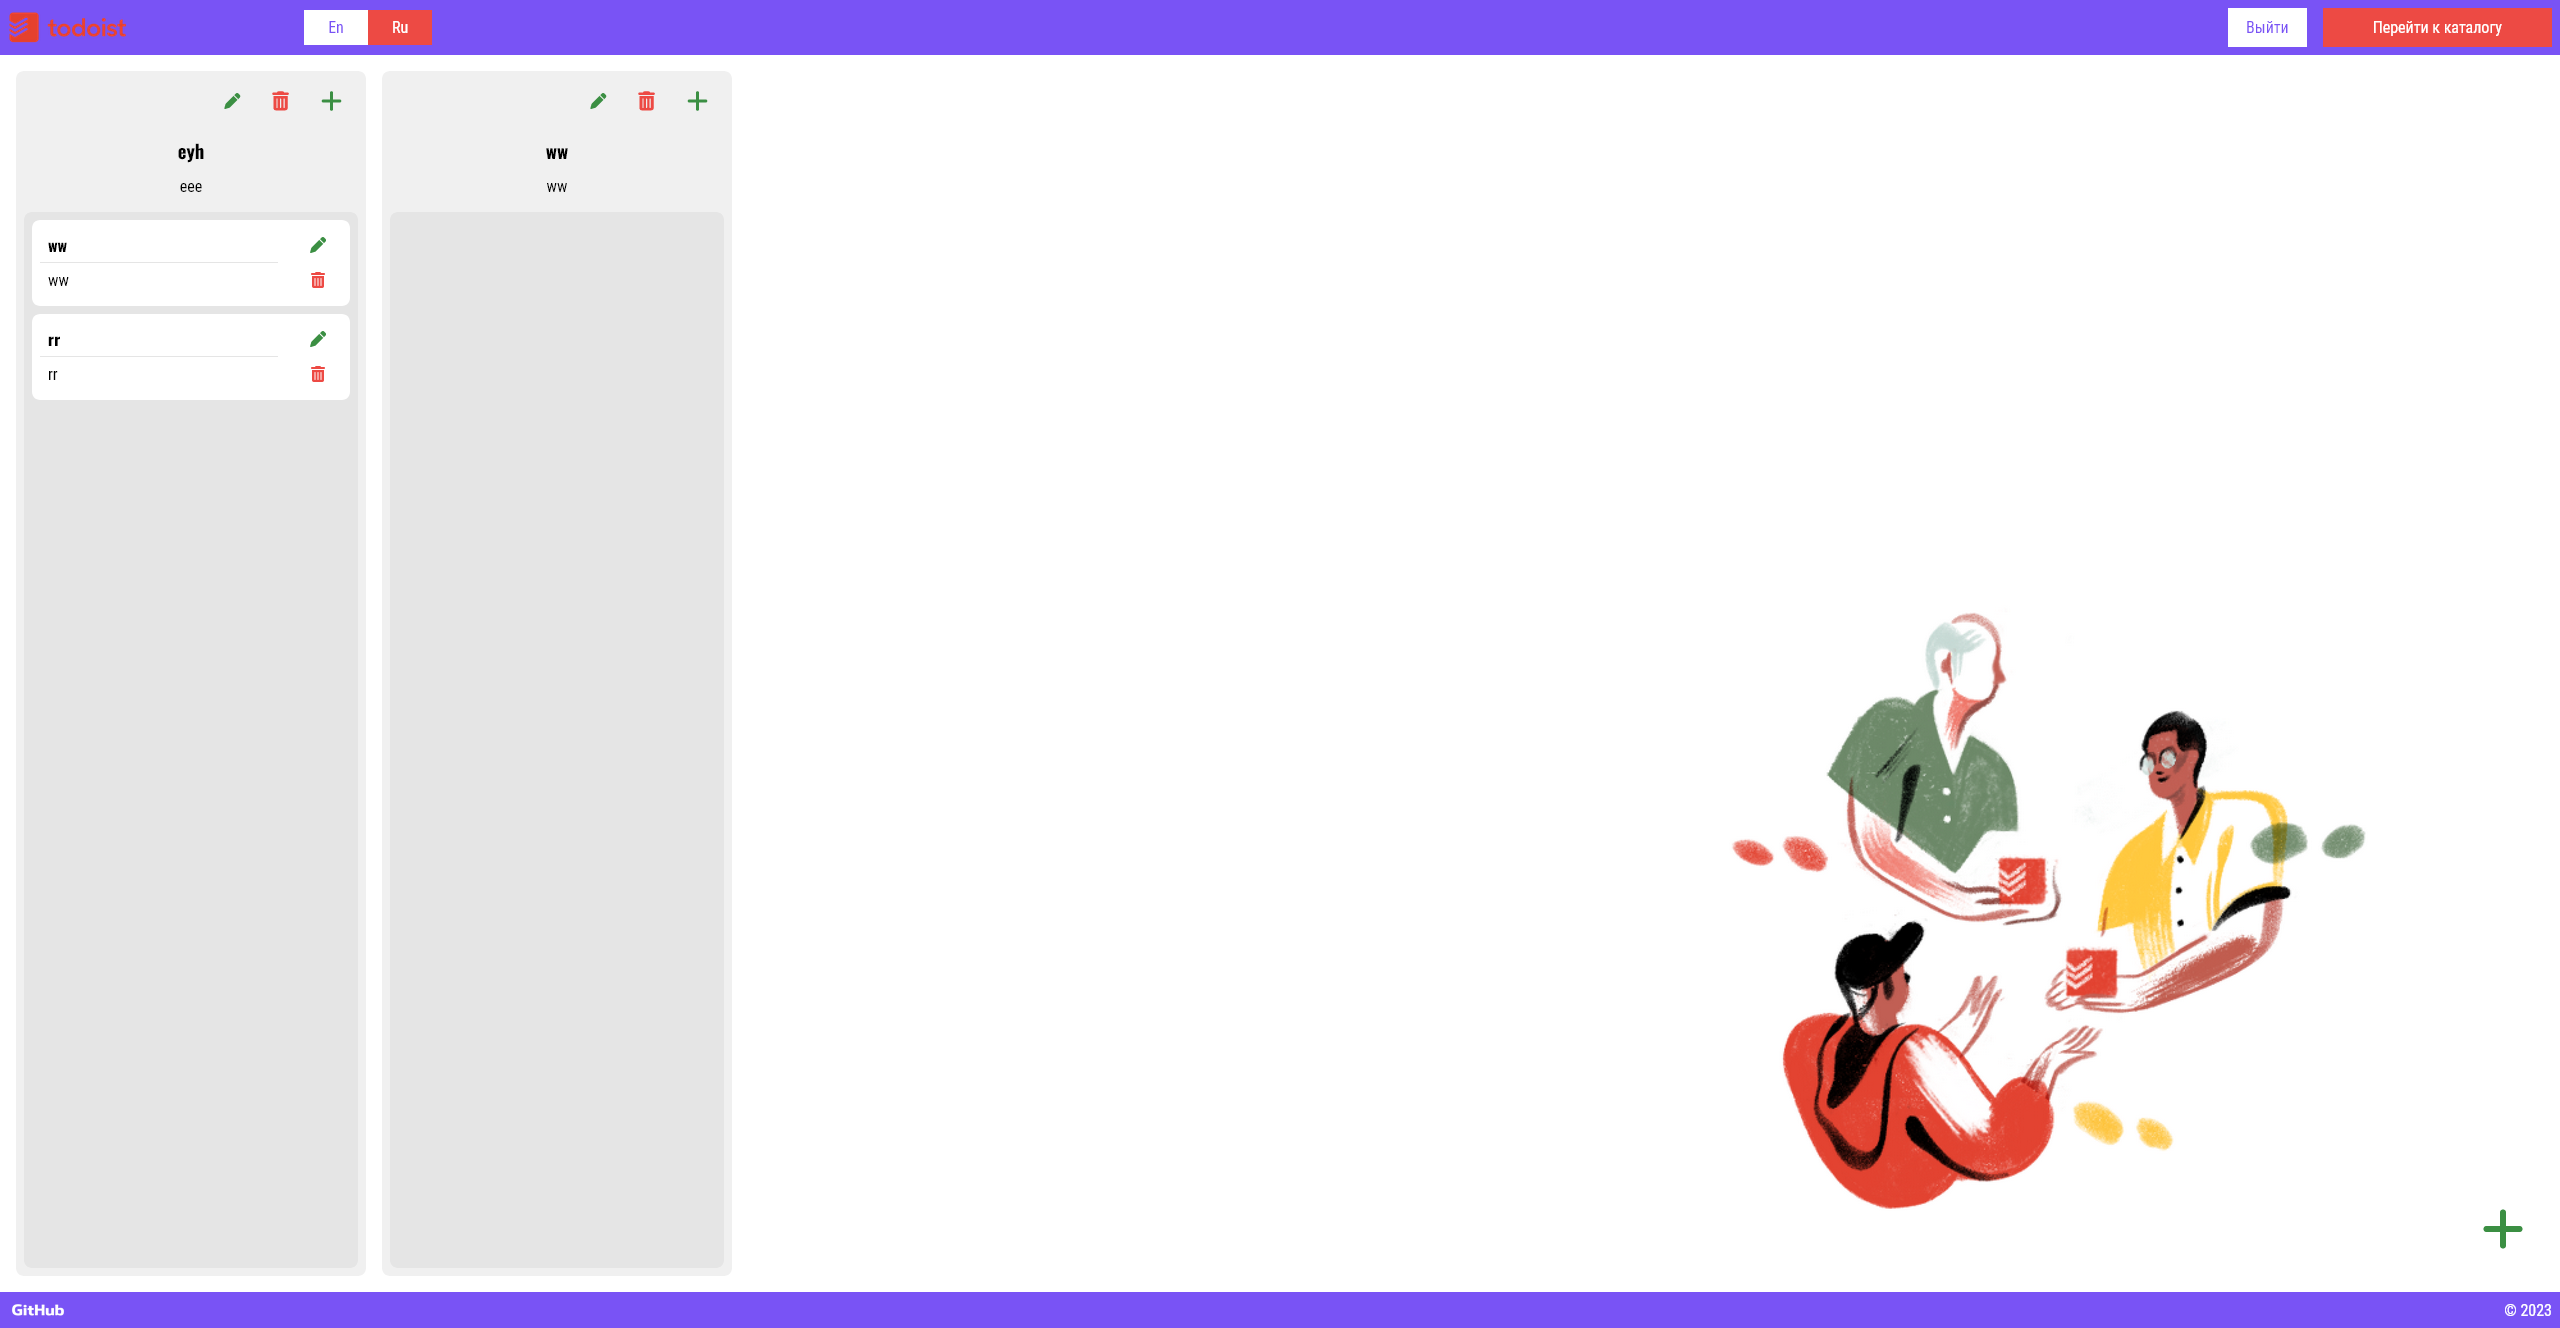 todoist
En
Ru
Выйти
Перейти к каталогу
eyh
eee
ww
ww
rr
rr
ww
ww
GitHub
© 2023